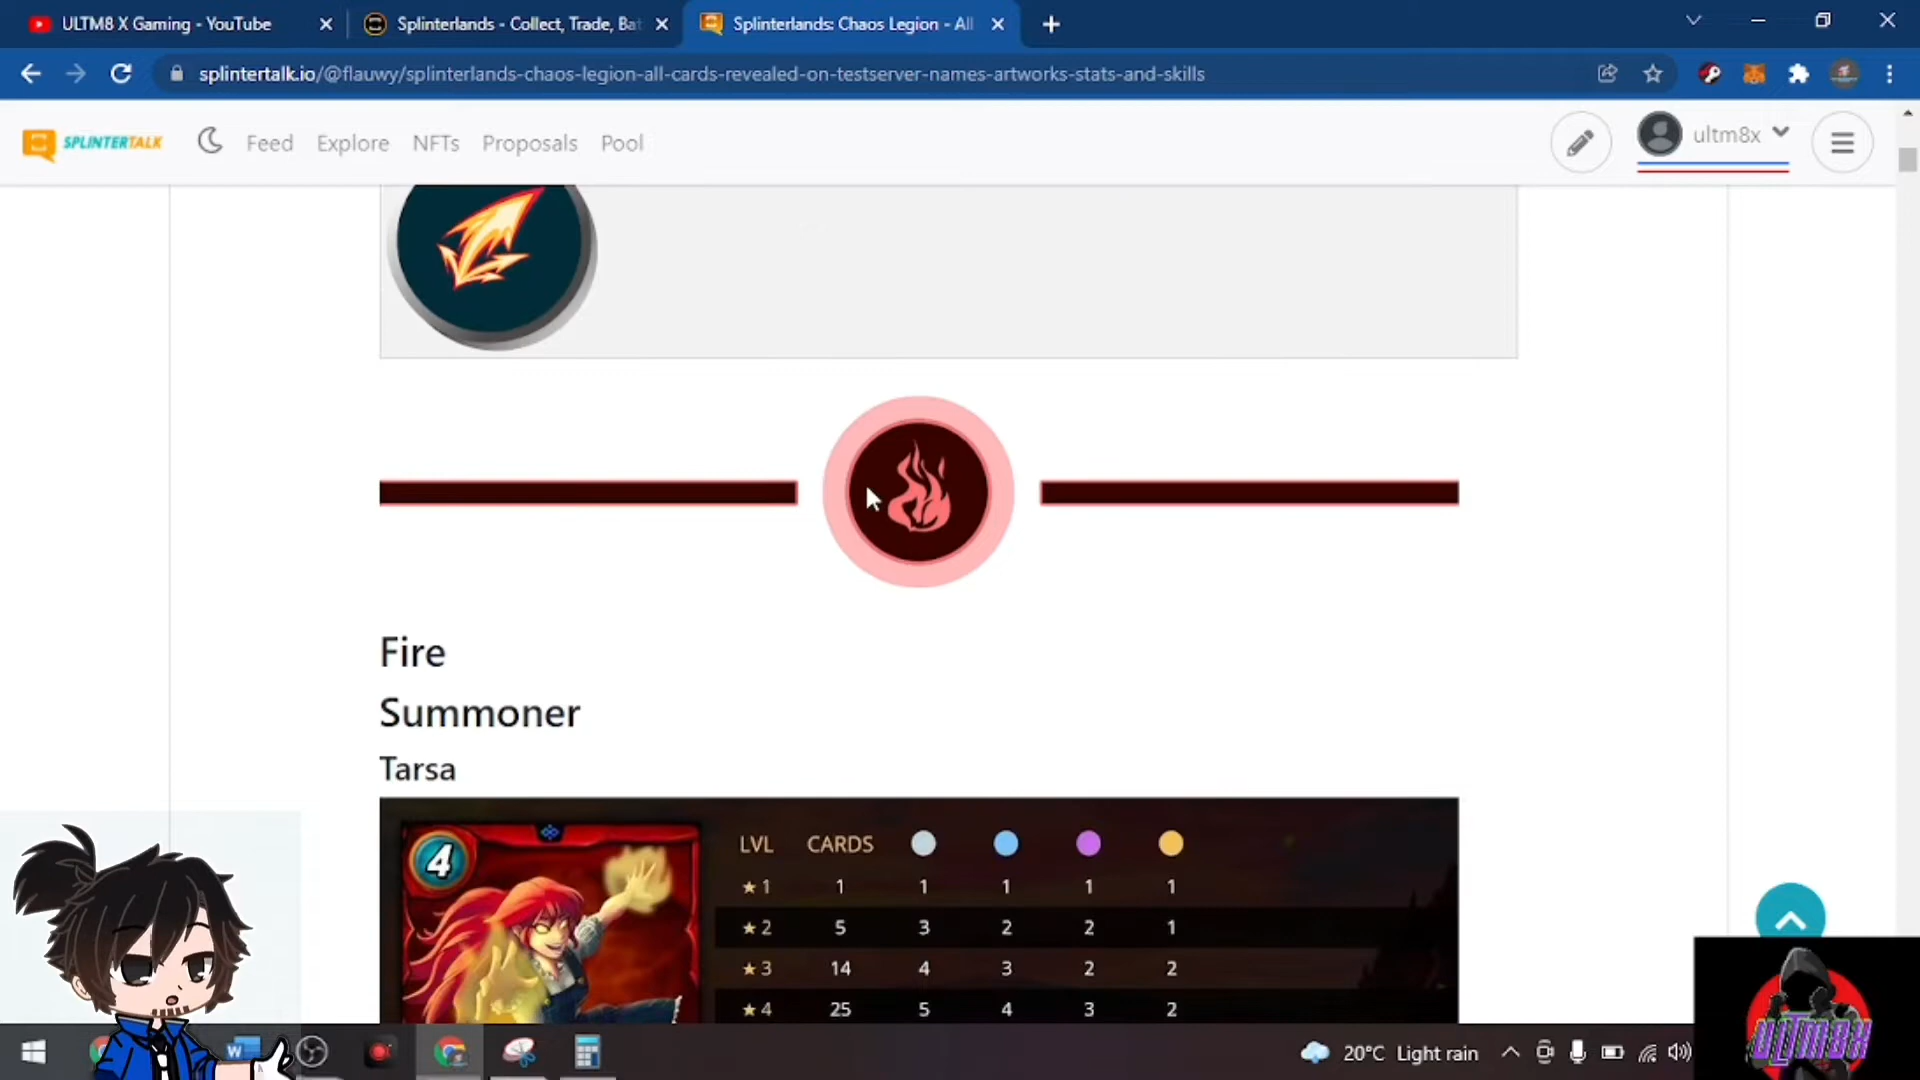 ULTM8 X Gaming - YouTube
Splinterlands - Collect, Trade, Bat
Splinterlands: Chaos Legion - All
splintertalk.io/@flauwy/splinterlands-chaos-legion-all-cards-revealed-on-testserver-names-artworks-stats-and-skills
SPLINTERTALK Feed Explore NFTs Proposals Pool ultm8x
Fire
Summoner
Tarsa
4
LVL CARDS
★1 1 1 1 1 1
★2 5 3 2 2 1
★3 14 4 3 2 2
★4 25 5 4 3 2
20°C Light rain
ULTM8X